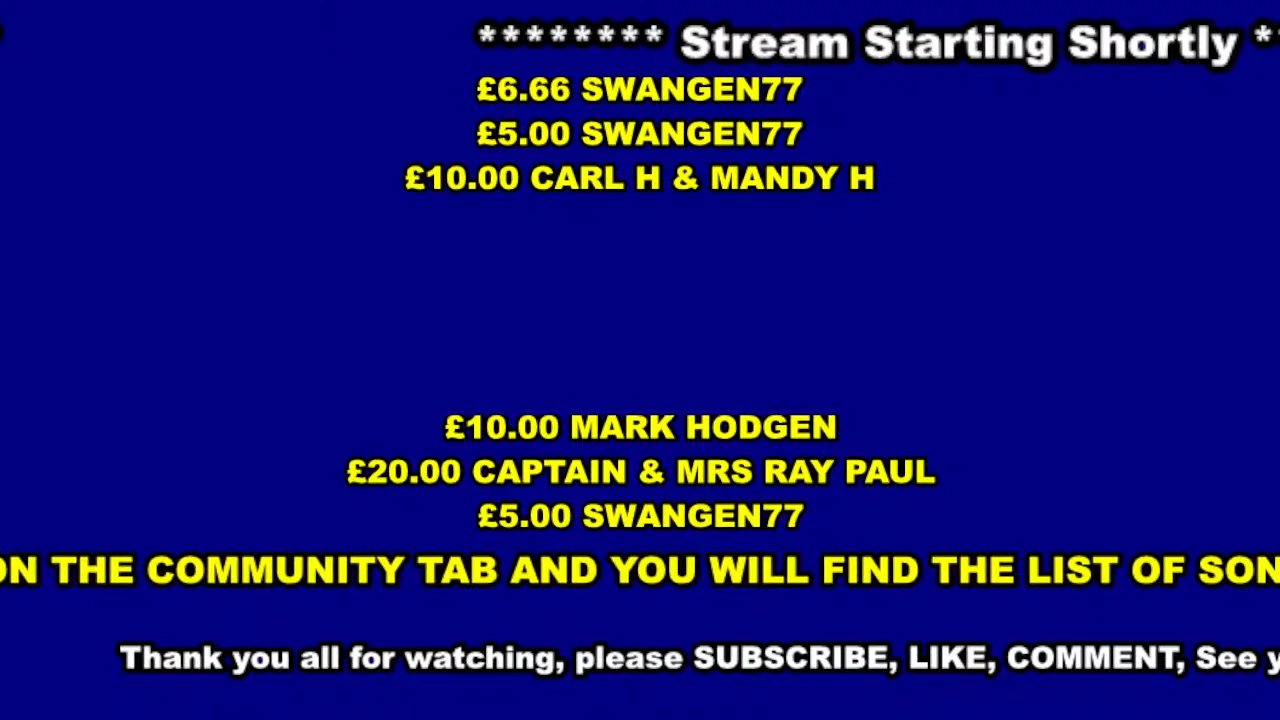 ******** Stream Starting Shortly *
£6.66 SWANGEN77
£5.00 SWANGEN77
£10.00 CARL H & MANDY H
£10.00 MARK HODGEN
£20.00 CAPTAIN & MRS RAY PAUL
£5.00 SWANGEN77
ON THE COMMUNITY TAB AND YOU WILL FIND THE LIST OF SON
Thank you all for watching, please SUBSCRIBE, LIKE, COMMENT, See y